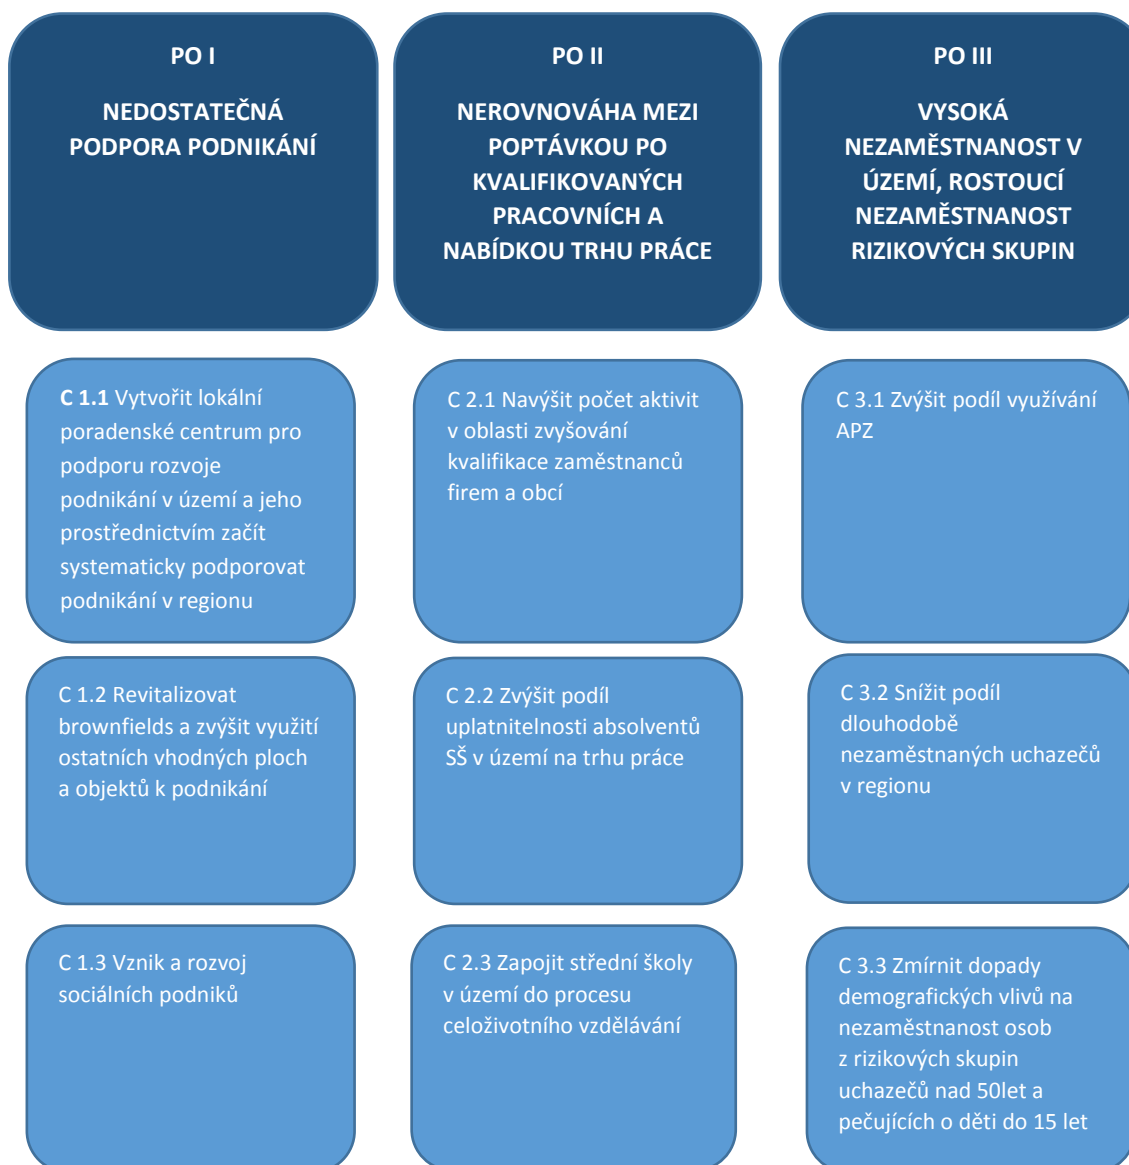 PO I
NEDOSTATEČNÁ
PODPORA PODNIKÁNÍ
PO II
NEROVNOVÁHA MEZI
POPTÁVKOU PO
KVALIFIKOVANÝCH
PRACOVNÍCH A
NABÍDKOU TRHU PRÁCE
PO III
VYSOKÁ
NEZAMĚSTNANOST V
ÚZEMÍ, ROSTOUCÍ
NEZAMĚSTNANOST
RIZIKOVÝCH SKUPIN
C 1.1 Vytvořit lokální
poradenské centrum pro
podporu rozvoje
podnikání v území a jeho
prostřednictvím začít
systematicky podporovat
podnikání v regionu
C 2.1 Navýšit počet aktivit
v oblasti zvyšování
kvalifikace zaměstnanců
firem a obcí
C 3.1 Zvýšit podíl využívání
APZ
C 1.2 Revitalizovat
brownfields a zvýšit využití
ostatních vhodných ploch
a objektů k podnikání
C 2.2 Zvýšit podíl
uplatnitelnosti absolventů
SŠ v území na trhu práce
C 3.2 Snížit podíl
dlouhodobě
nezaměstnaných uchazečů
v regionu
C 1.3 Vznik a rozvoj
sociálních podniků
C 2.3 Zapojit střední školy
v území do procesu
celoživotního vzdělávání
C 3.3 Zmírnit dopady
demografických vlivů na
nezaměstnanost osob
z rizikových skupin
uchazečů nad 50let a
pečujících o děti do 15 let